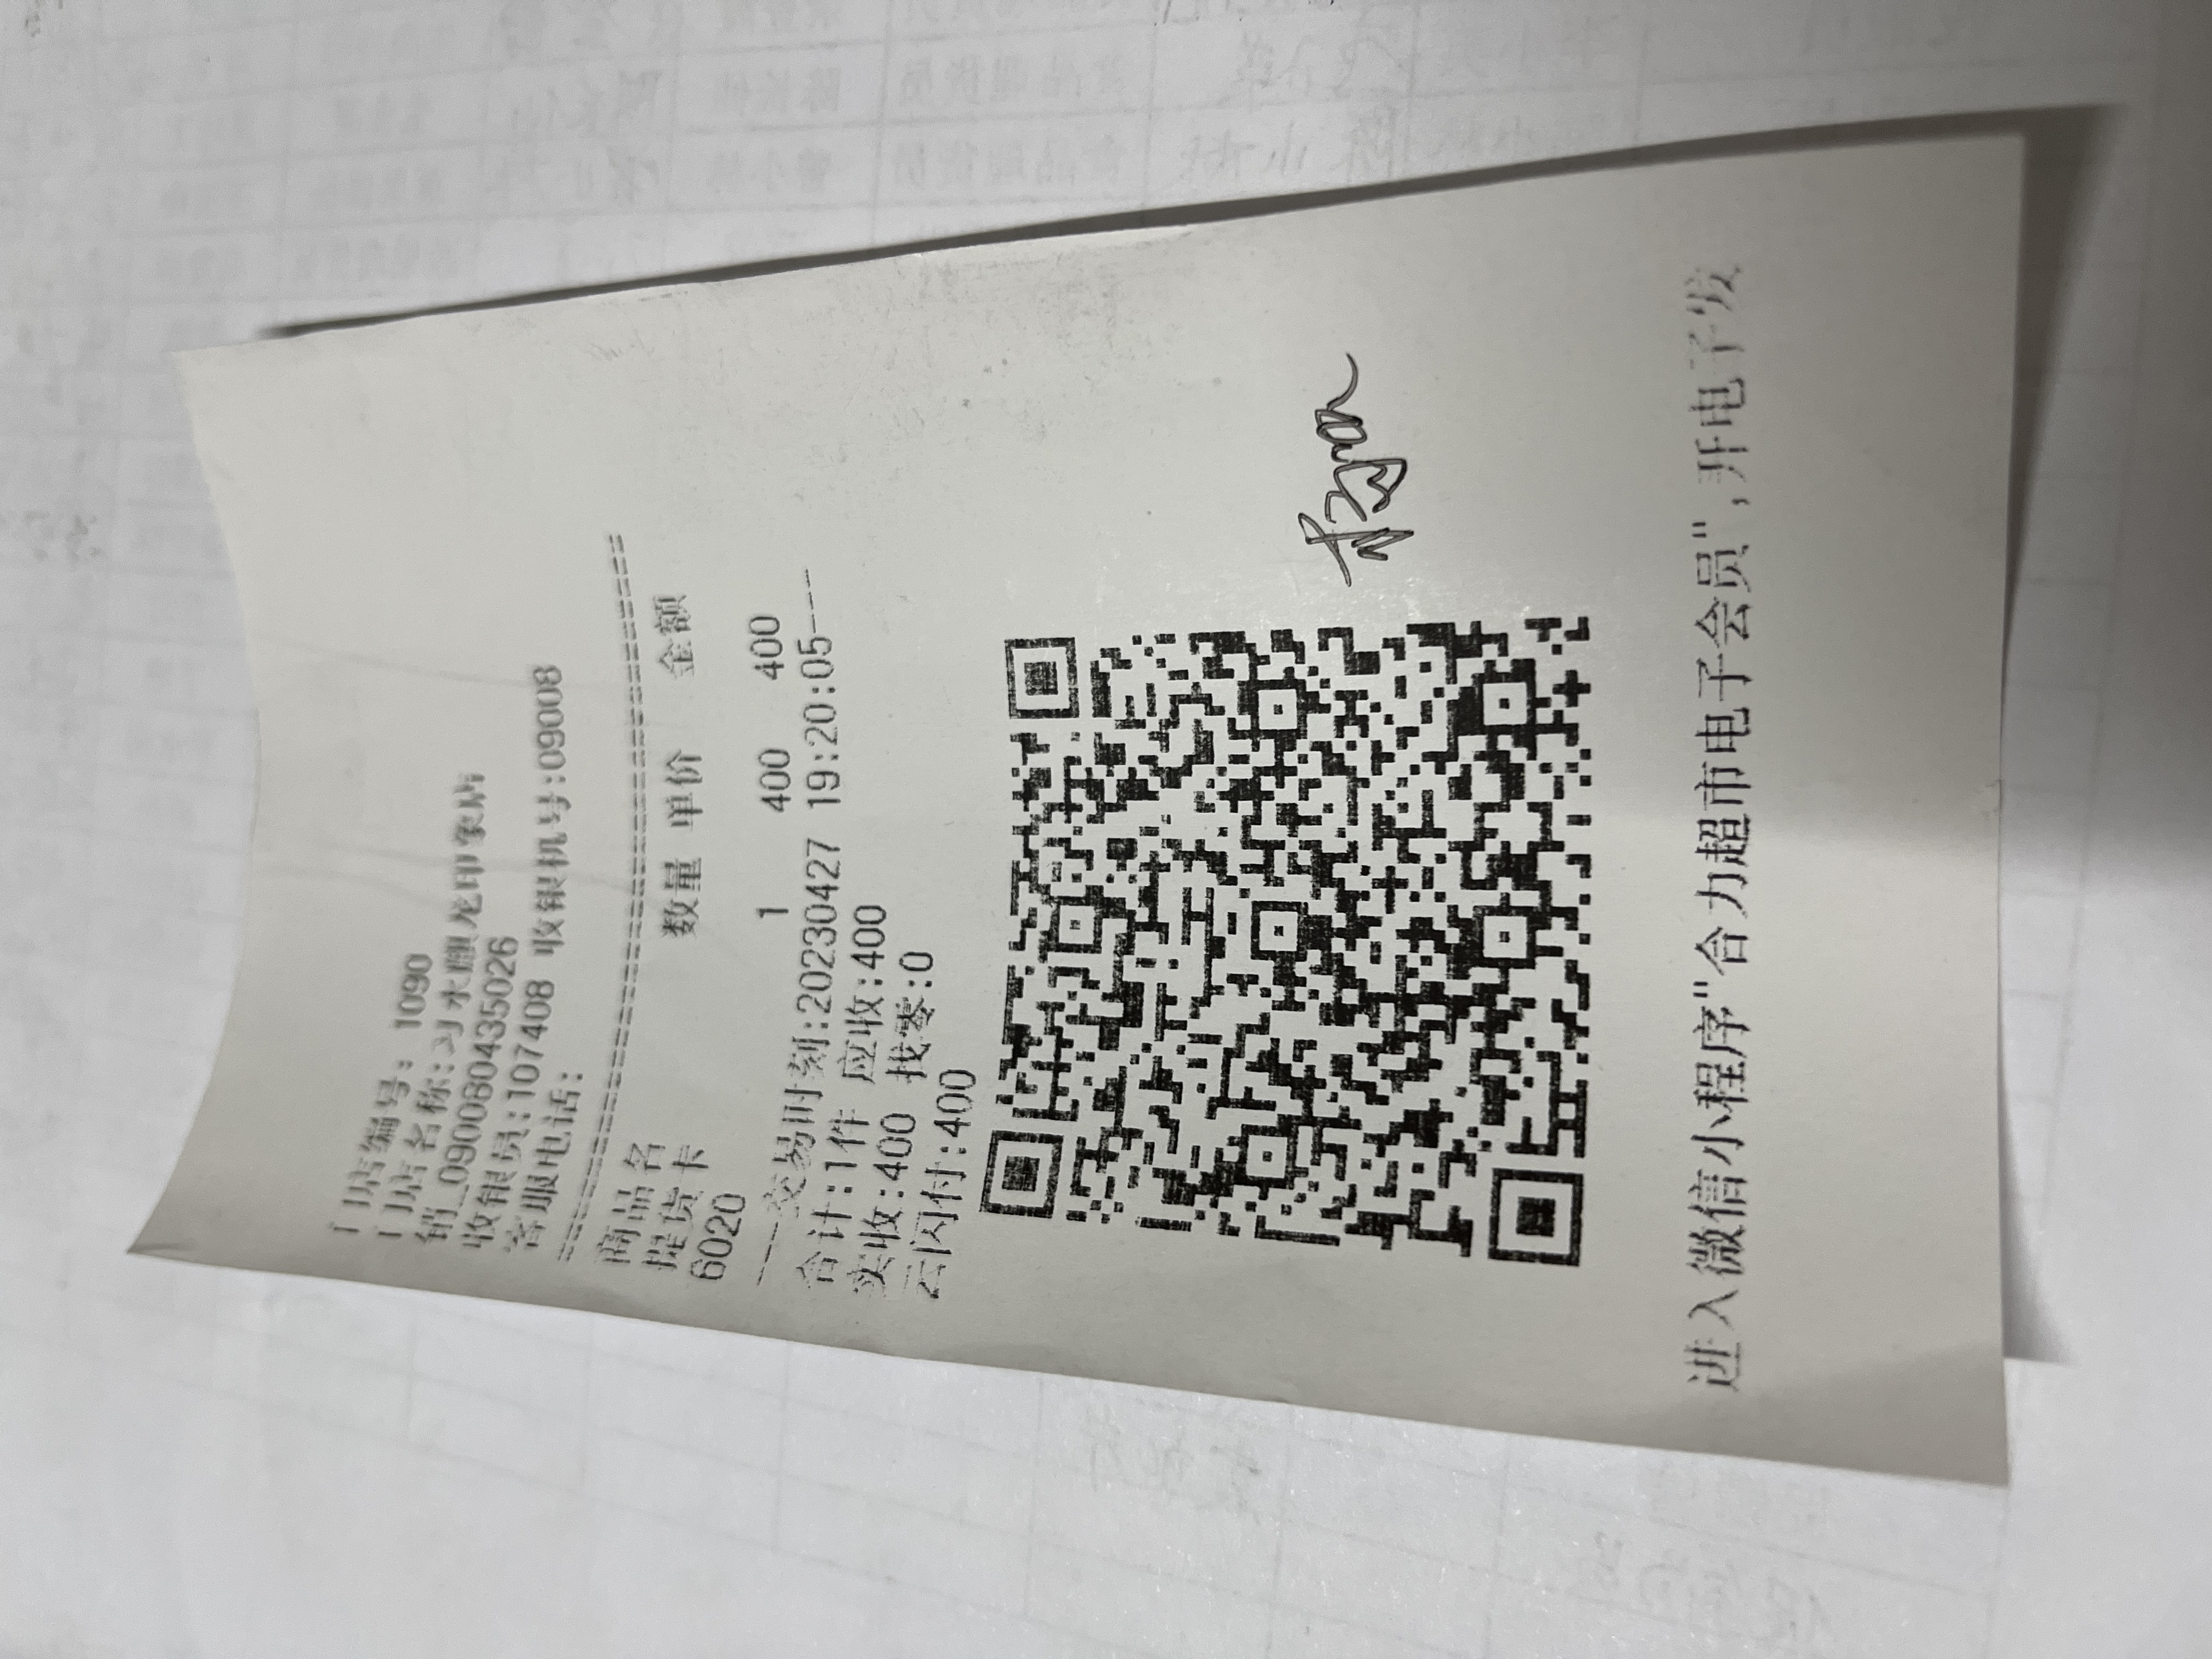 门店编号: 1090
门店名称:习水麒龙印象店
销_0900804350​26
收银员:107408 收银机号:09008
客服电话:
================================
商品名 数量 单价 金额
提货卡
6020 1 400 400
----交易时刻:20230427 19:20:05----
合计:1件 应收:400
实收:400 找零:0
云闪付:400
进入微信小程序"合力超市电子会员",开电子发